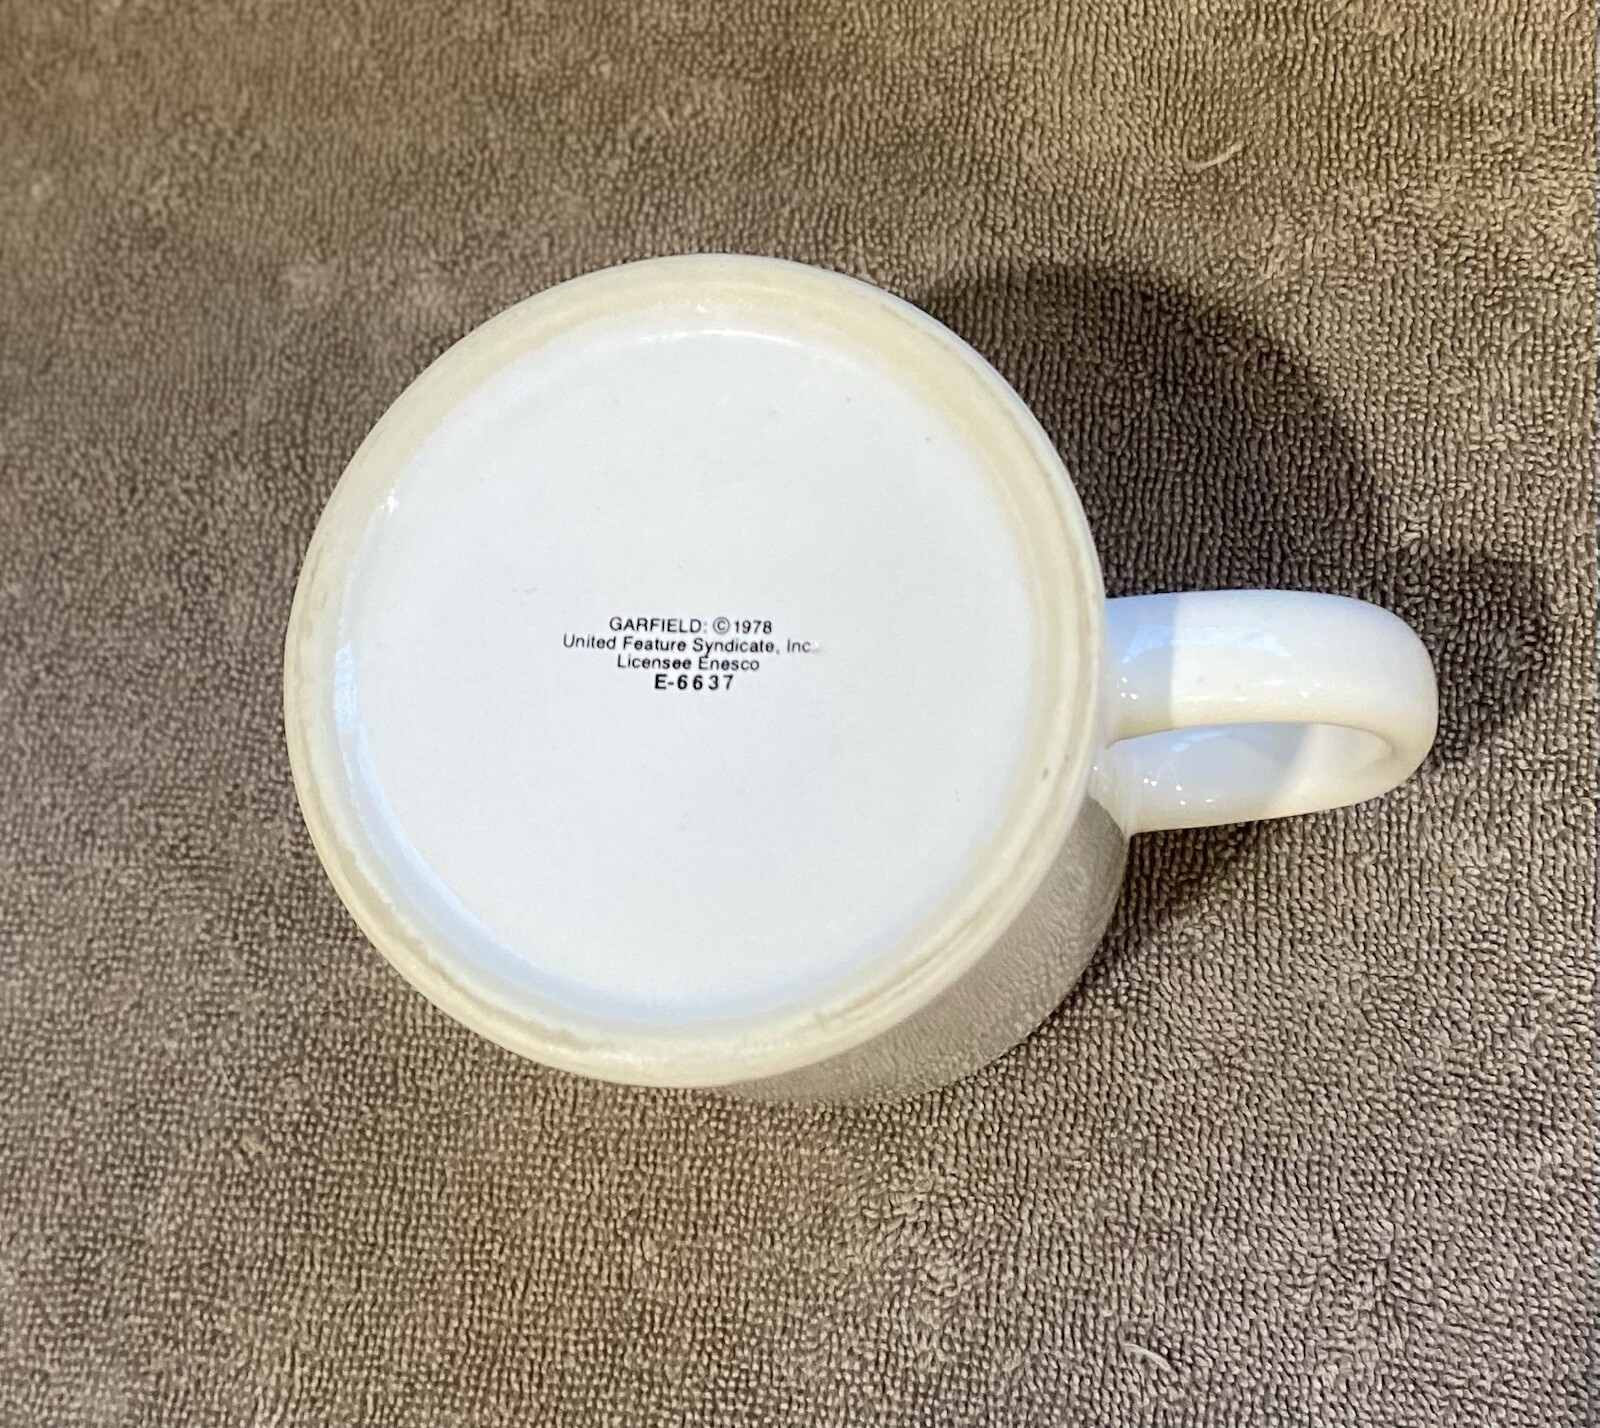 GARFIELD: ©1978
United Feature Syndicate, Inc.
Licensee Enesco
E-6637